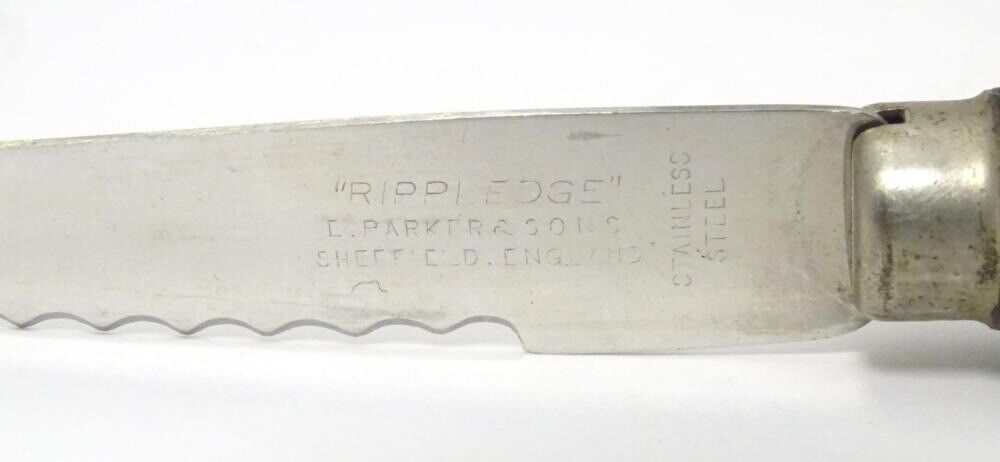 "RIPPLEDGE"
E. PARKER & SONS
SHEFFIELD. ENGLAND
STAINLESS
STEEL